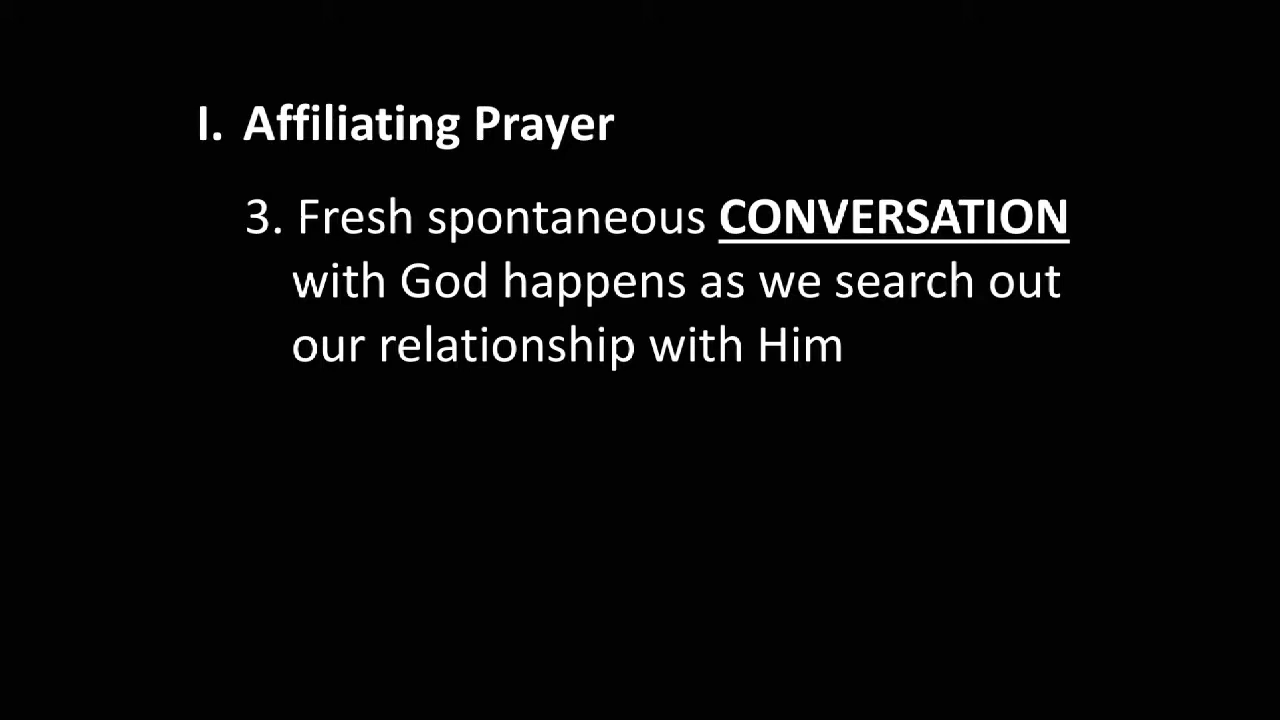 I. Affiliating Prayer
3. Fresh spontaneous CONVERSATION
with God happens as we search out
our relationship with Him